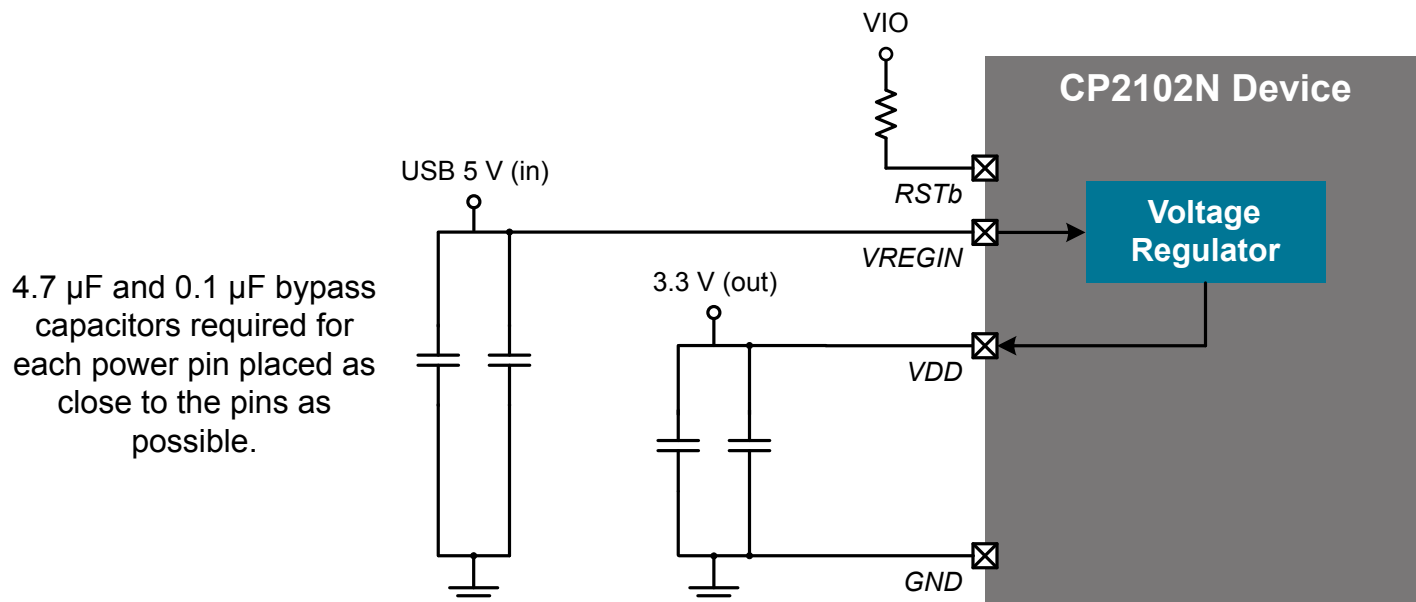 VIO
CP2102N Device
USB 5 V (in)
RSTb
Voltage
Regulator
VREGIN
4.7 µF and 0.1 µF bypass
capacitors required for
each power pin placed as
close to the pins as
possible.
3.3 V (out)
VDD
GND